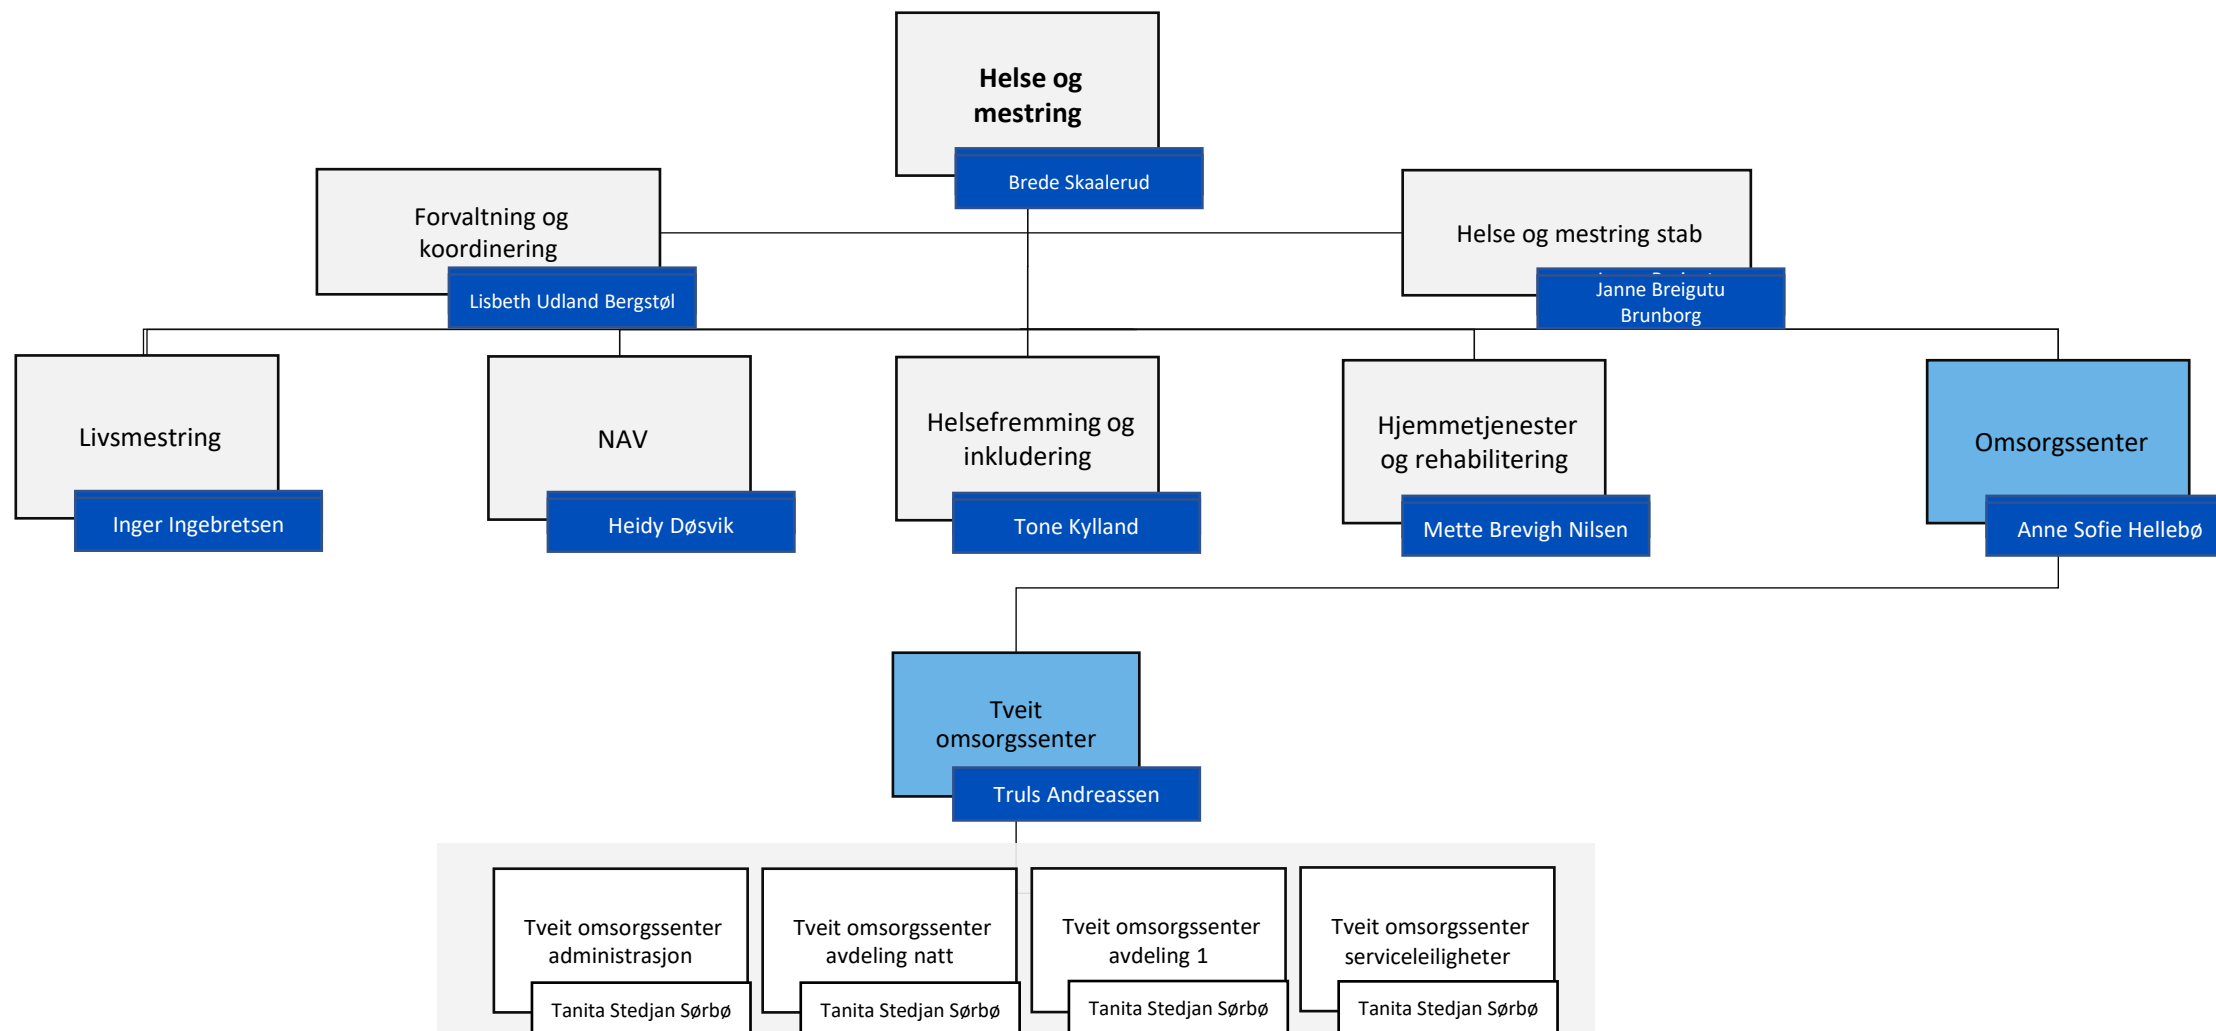 Helse og
mestring
Brede Skaalerud
Forvaltning og
koordinering
Lisbeth Udland Bergstøl
Helse og mestring stab
Janne Breigutu
Brunborg
Livsmestring
Inger Ingebretsen
NAV
Heidy Døsvik
Helsefremming og
inkludering
Tone Kylland
Hjemmetjenester
og rehabilitering
Mette Brevigh Nilsen
Omsorgssenter
Anne Sofie Hellebø
Tveit
omsorgssenter
Truls Andreassen
Tveit omsorgssenter
administrasjon
Tanita Stedjan Sørbø
Tveit omsorgssenter
avdeling natt
Tanita Stedjan Sørbø
Tveit omsorgssenter
avdeling 1
Tanita Stedjan Sørbø
Tveit omsorgssenter
serviceleiligheter
Tanita Stedjan Sørbø